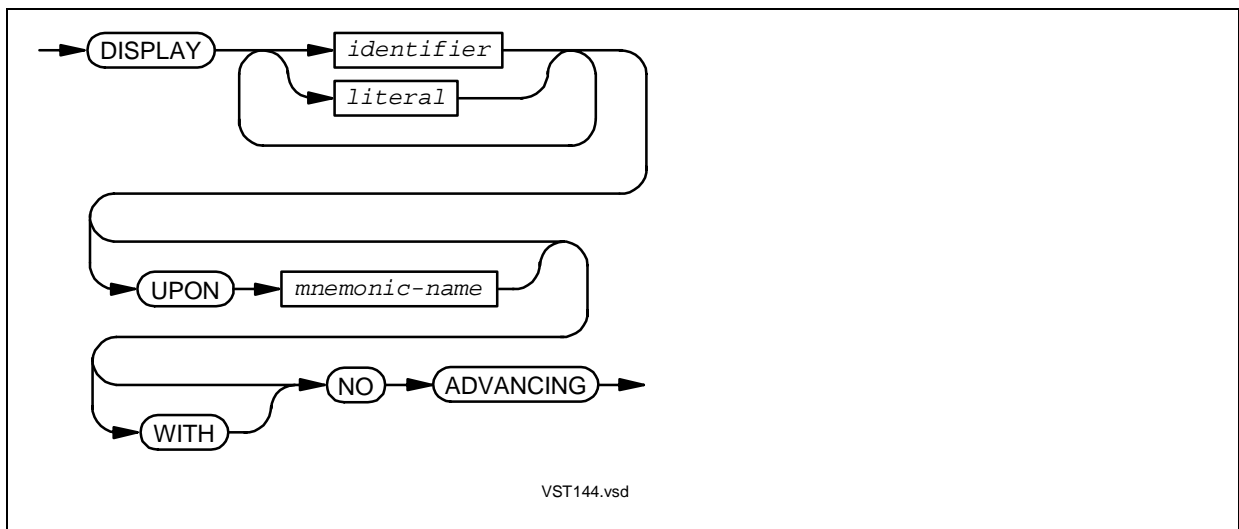 DISPLAY identifier
literal
UPON mnemonic-name
NO ADVANCING
WITH
VST144.vsd